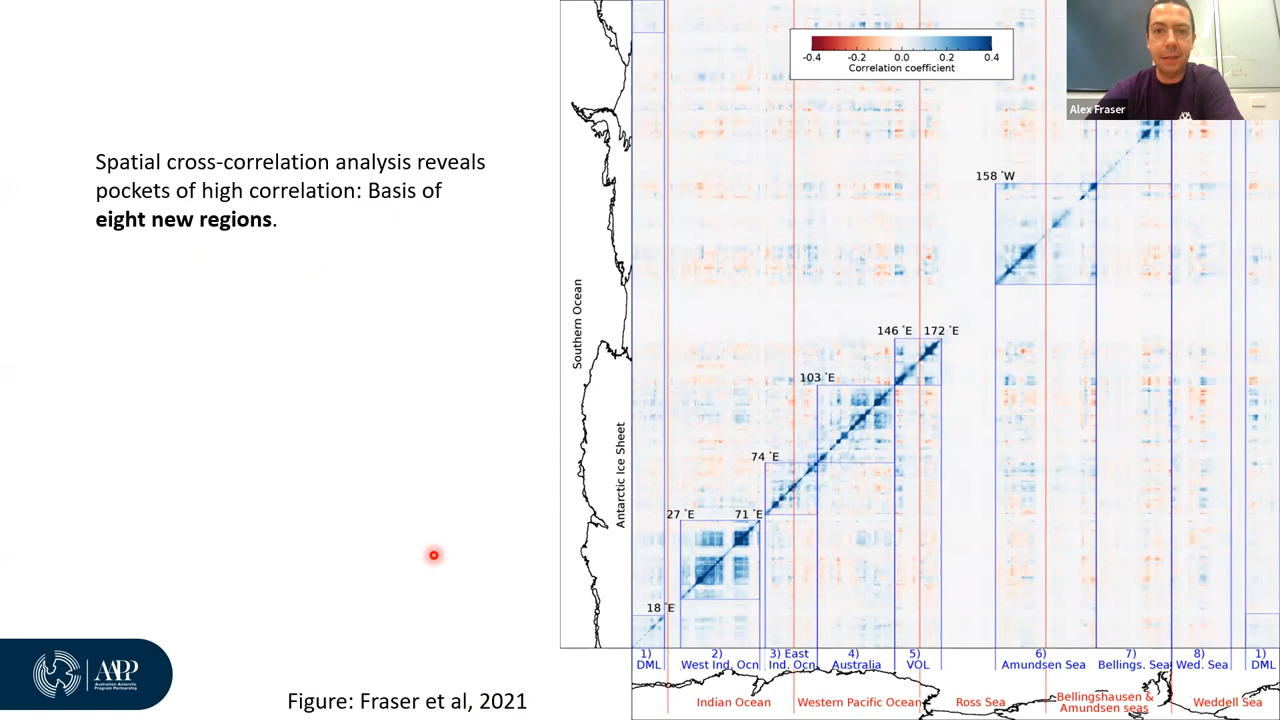 Spatial cross-correlation analysis reveals
pockets of high correlation: Basis of
eight new regions.
-0.4 -0.2 0.0 0.2 0.4
Correlation coefficient
Alex Fraser
158 °W
146 °E 172 °E
103 °E
74 °E
27 °E 71 °E
18 °E
Southern Ocean
Antarctic Ice Sheet
1) 2) 3) East 4) 5) 6) 7) 8) 1)
DML West Ind. Ocn Ind. Ocn Australia VOL Amundsen Sea Bellings. Sea Wed. Sea DML
Indian Ocean Western Pacific Ocean Ross Sea Bellingshausen & Weddell Sea
Amundsen seas
AAPP
Australian Antarctic
Program Partnership
Figure: Fraser et al, 2021